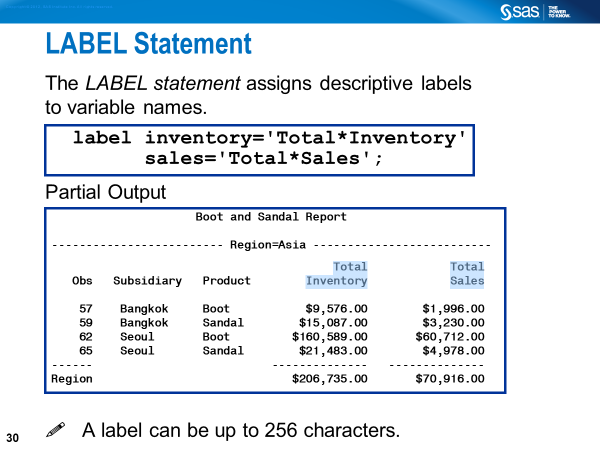 sas THE POWER TO KNOW.
LABEL Statement
The LABEL statement assigns descriptive labels
to variable names.
label inventory='Total*Inventory'
sales='Total*Sales';
Partial Output
Boot and Sandal Report
------------------------ Region=Asia -------------------------
Total Total
Obs Subsidiary Product Inventory Sales
57 Bangkok Boot $9,576.00 $1,996.00
59 Bangkok Sandal $15,087.00 $3,230.00
62 Seoul Boot $160,589.00 $60,712.00
65 Seoul Sandal $21,483.00 $4,978.00
------ -------------- --------------
Region $206,735.00 $70,916.00
A label can be up to 256 characters.
30